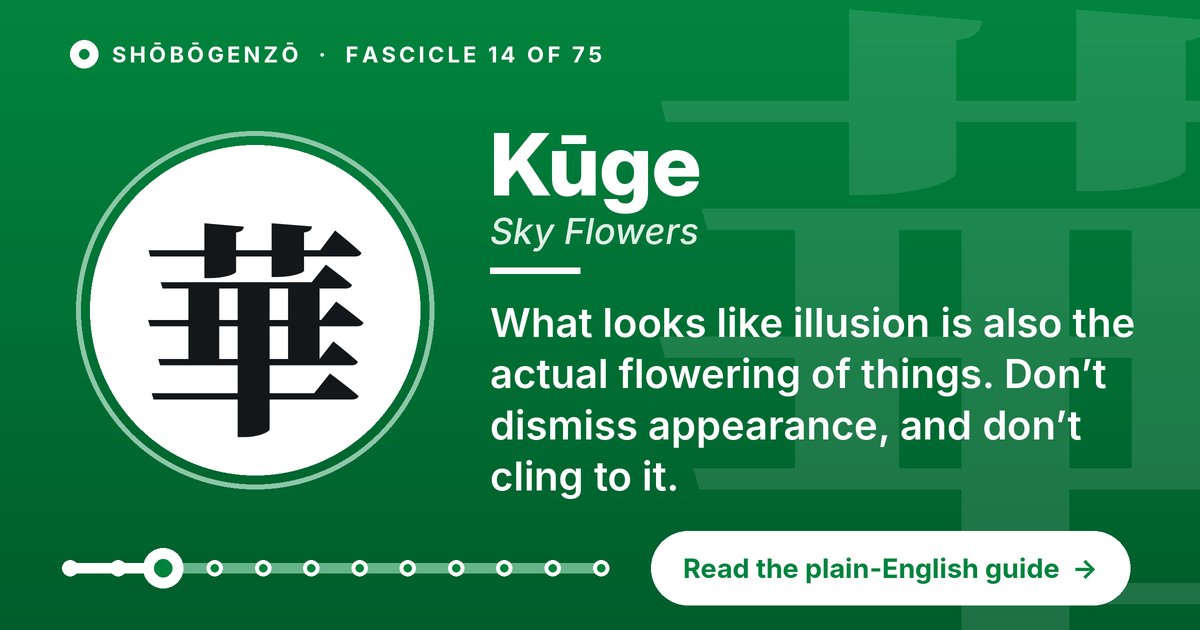 SHŌBŌGENZŌ · FASCICLE 14 OF 75
華
Kūge
Sky Flowers
What looks like illusion is also the
actual flowering of things. Don’t
dismiss appearance, and don’t
cling to it.
Read the plain-English guide →